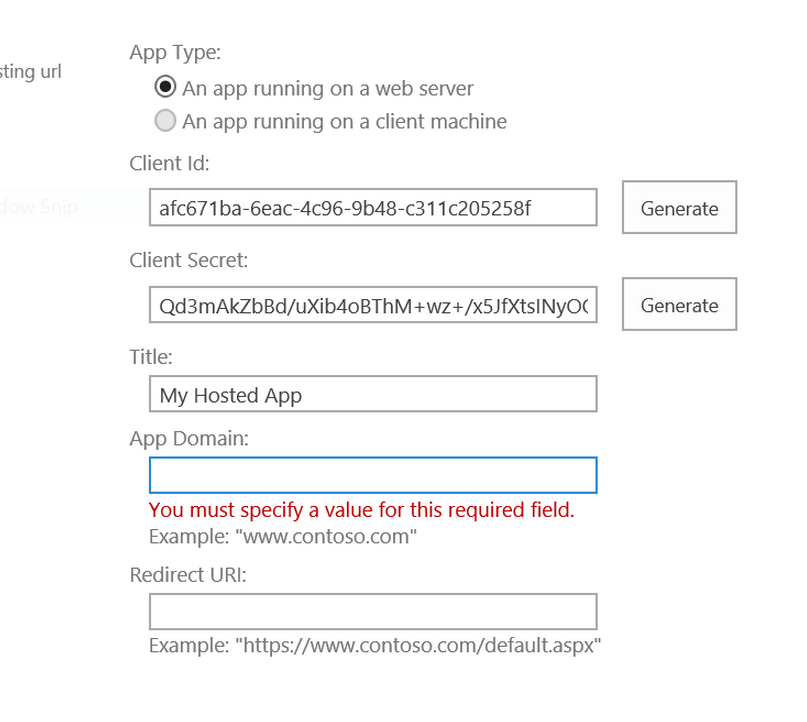 App Type:
sting url
An app running on a web server
An app running on a client machine
Client Id:
dow Snip
afc671ba-6eac-4c96-9b48-c311c205258f
Generate
Client Secret:
Qd3mAkZbBd/uXib4oBThM+wz+/x5JfXtsINyO
Generate
Title:
My Hosted App
App Domain:
You must specify a value for this required field.
Example: "www.contoso.com"
Redirect URI:
Example: "https://www.contoso.com/default.aspx"